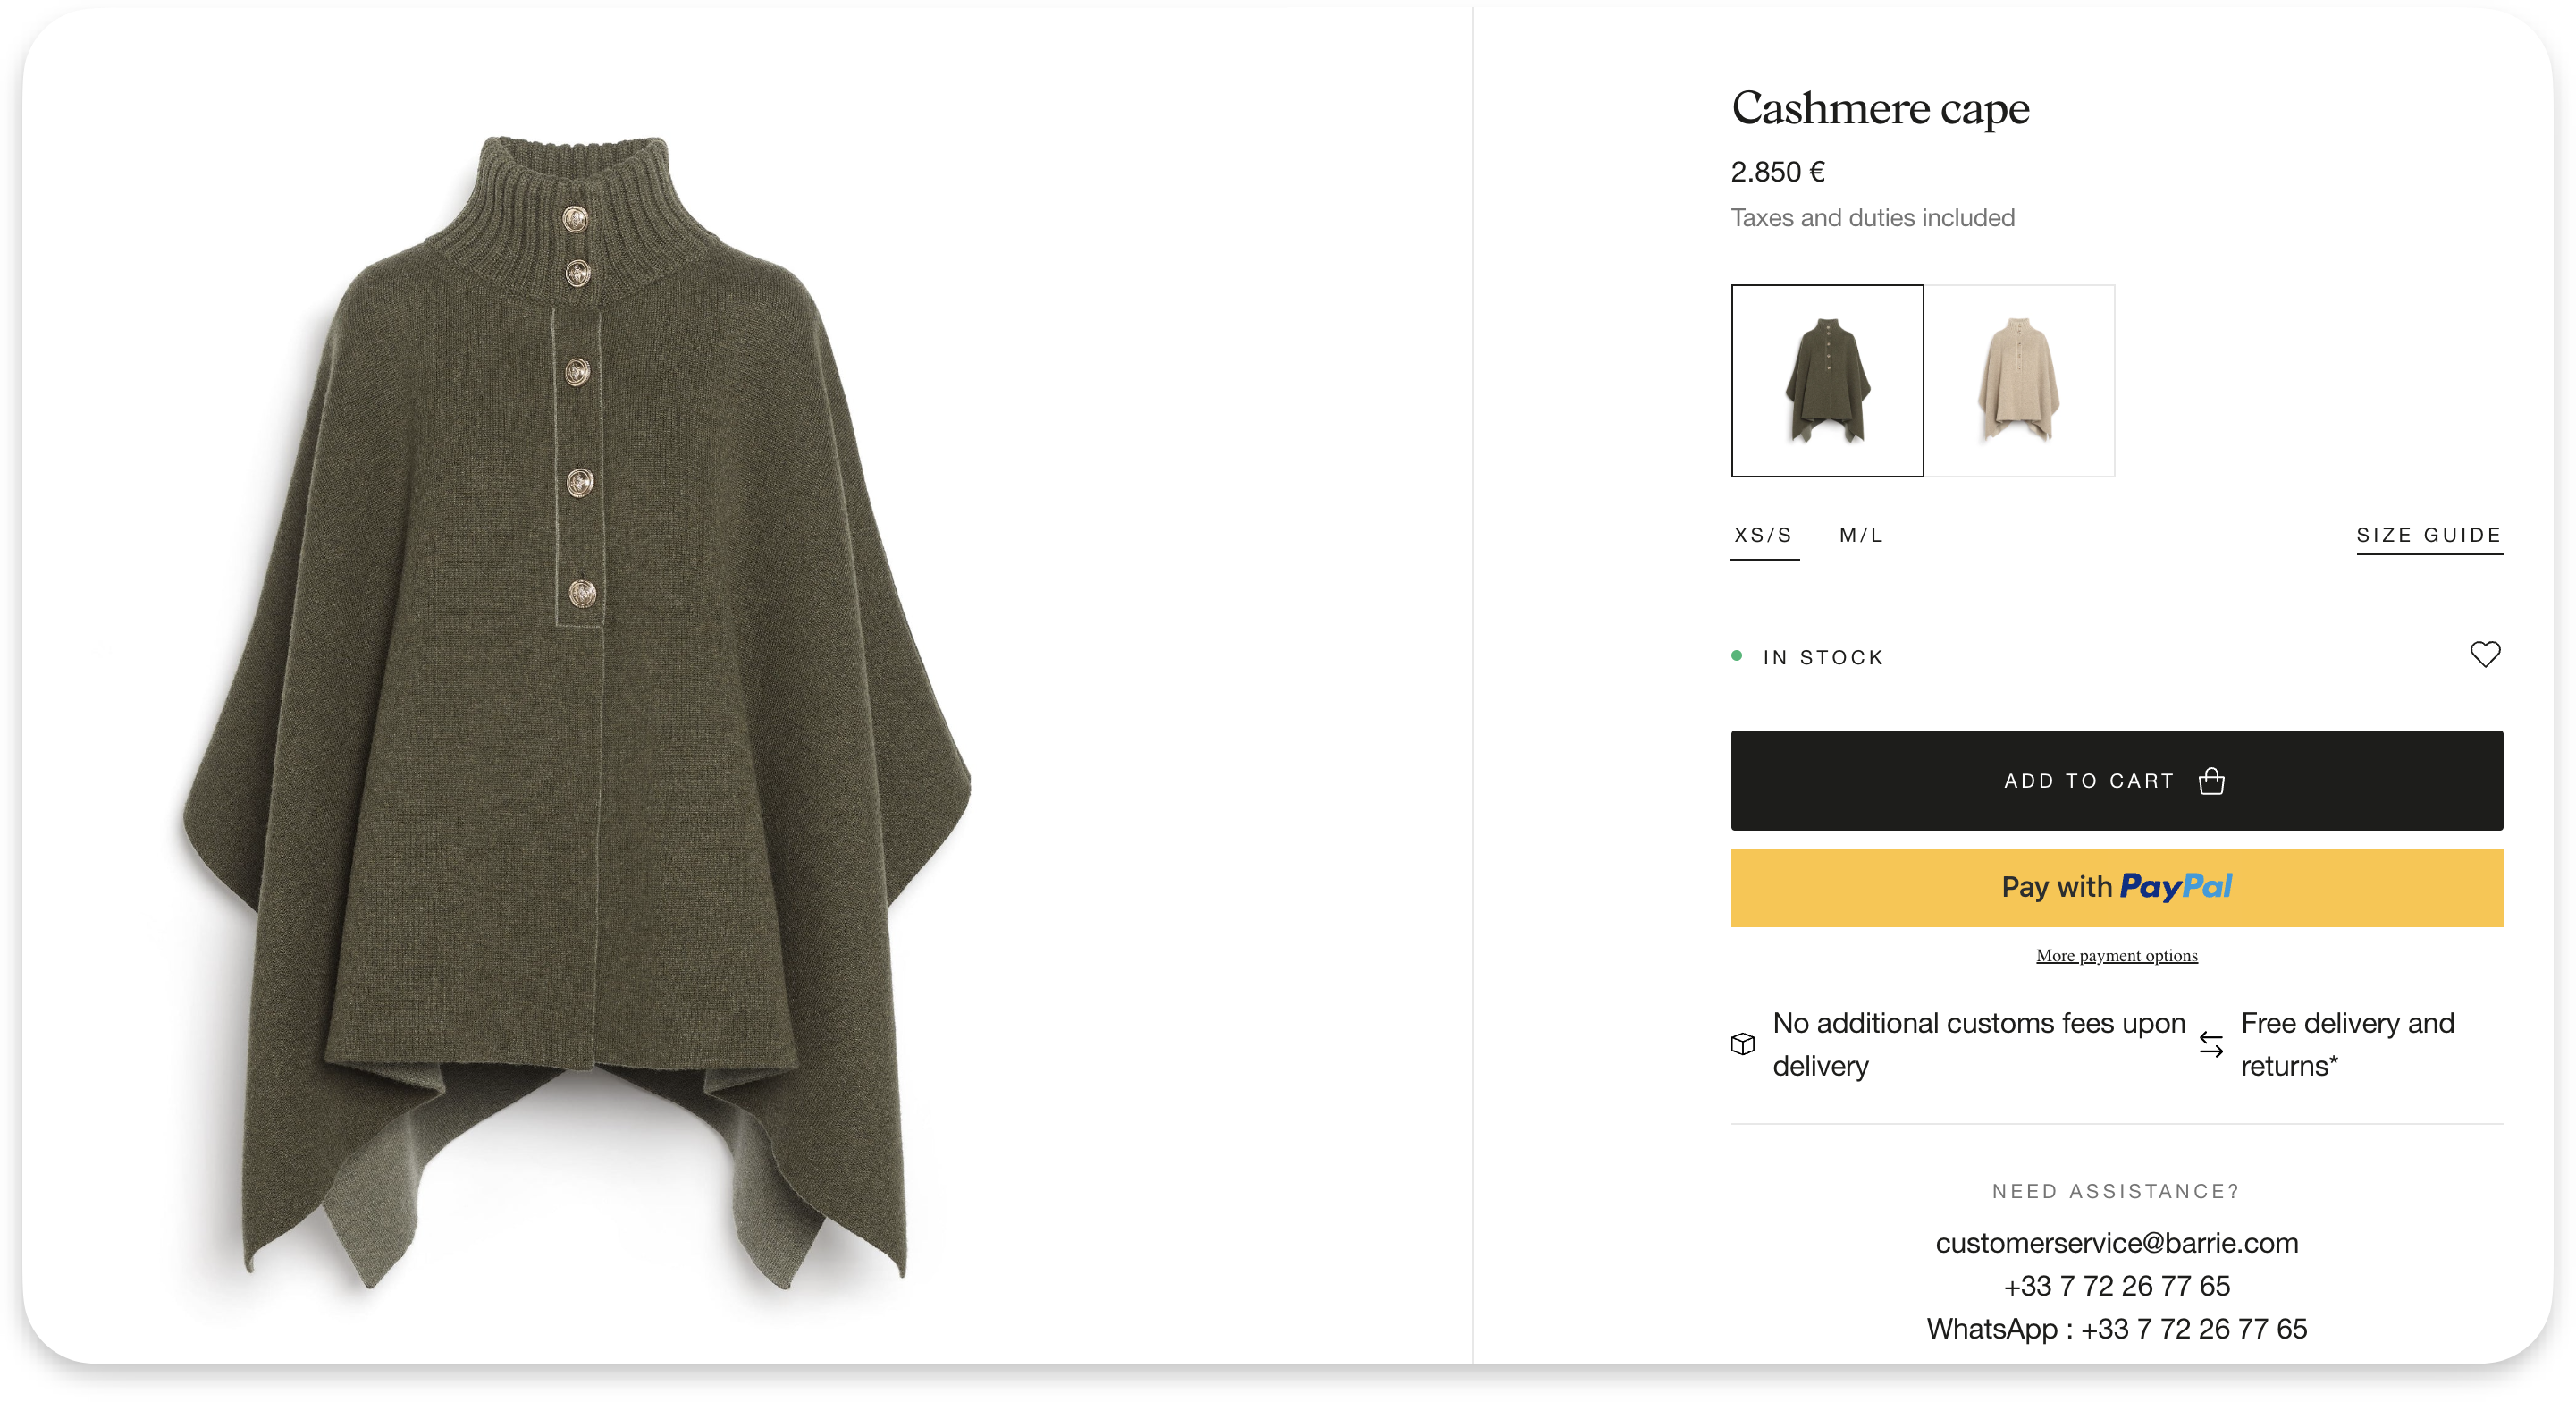 Cashmere cape
2.850 €
Taxes and duties included
XS/S M/L SIZE GUIDE
IN STOCK
ADD TO CART
Pay with PayPal
More payment options
No additional customs fees upon
delivery
Free delivery and
returns*
NEED ASSISTANCE?
customerservice@barrie.com
+33 7 72 26 77 65
WhatsApp : +33 7 72 26 77 65